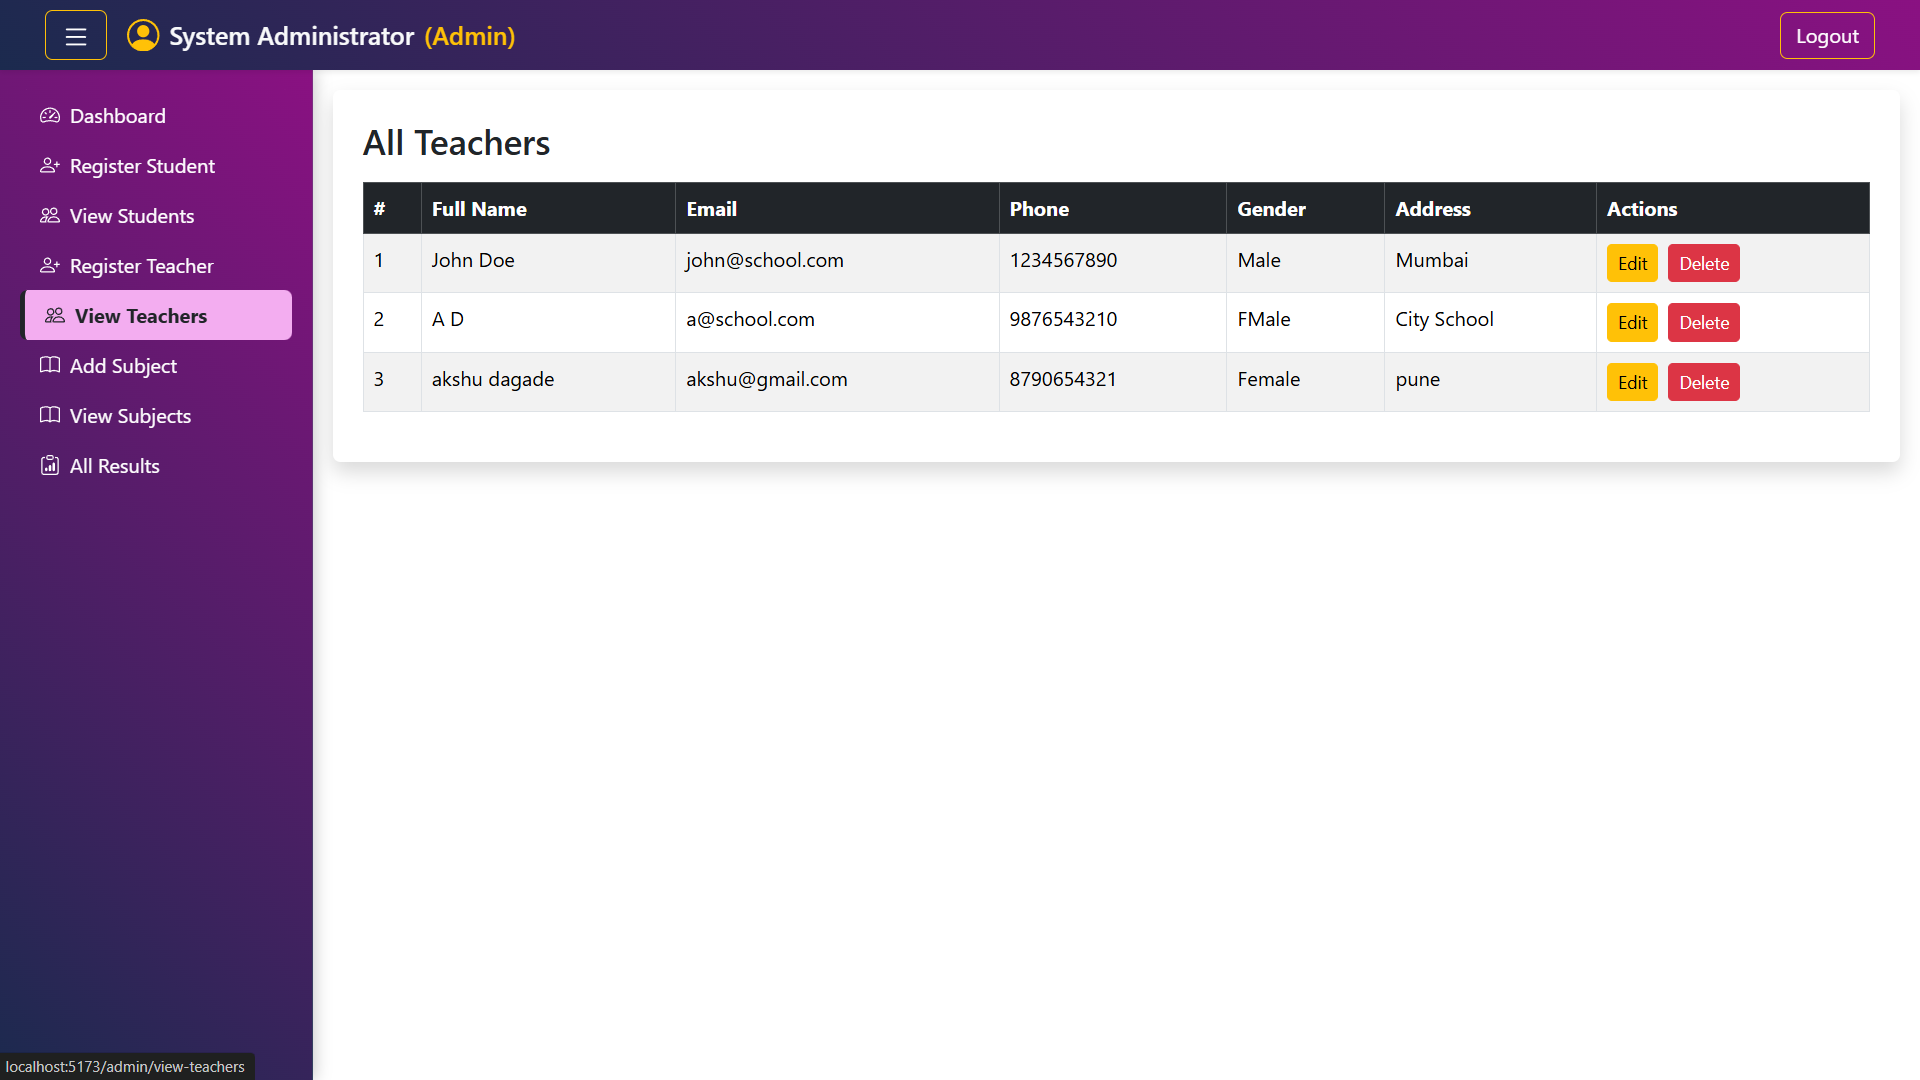 System Administrator (Admin)
Logout
Dashboard
Register Student
View Students
Register Teacher
View Teachers
Add Subject
View Subjects
All Results
All Teachers
# Full Name Email Phone Gender Address Actions
1 John Doe john@school.com 1234567890 Male Mumbai Edit Delete
2 A D a@school.com 9876543210 FMale City School Edit Delete
3 akshu dagade akshu@gmail.com 8790654321 Female pune Edit Delete
localhost:5173/admin/view-teachers